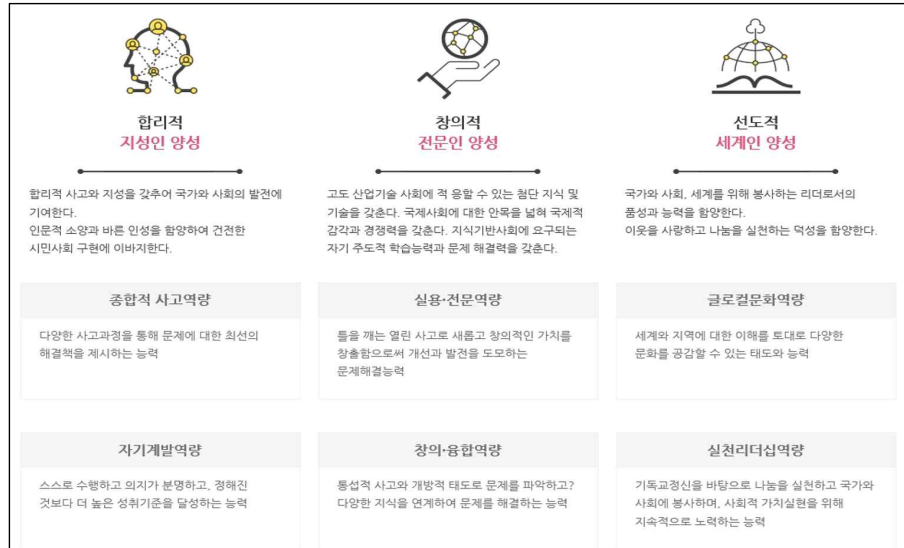 합리적
지성인 양성
합리적 사고와 지성을 갖추어 국가와 사회의 발전에
기여한다.
인문적 소양과 바른 인성을 함양하여 건전한
시민사회 구현에 이바지한다.
창의적
전문인 양성
고도 산업기술 사회에 적 응할 수 있는 첨단 지식 및
기술을 갖춘다. 국제사회에 대한 안목을 넓혀 국제적
감각과 경쟁력을 갖춘다. 지식기반사회에 요구되는
자기 주도적 학습능력과 문제 해결력을 갖춘다.
선도적
세계인 양성
국가와 사회, 세계를 위해 봉사하는 리더로서의
품성과 능력을 함양한다.
이웃을 사랑하고 나눔을 실천하는 덕성을 함양한다.
종합적 사고역량
다양한 사고과정을 통해 문제에 대한 최선의
해결책을 제시하는 능력
실용·전문역량
틀을 깨는 열린 사고로 새롭고 창의적인 가치를
창출함으로써 개선과 발전을 도모하는
문제해결능력
글로컬문화역량
세계와 지역에 대한 이해를 토대로 다양한
문화를 공감할 수 있는 태도와 능력
자기계발역량
스스로 수행하고 의지가 분명하고, 정해진
것보다 더 높은 성취기준을 달성하는 능력
창의·융합역량
통섭적 사고와 개방적 태도로 문제를 파악하고?
다양한 지식을 연계하여 문제를 해결하는 능력
실천리더십역량
기독교정신을 바탕으로 나눔을 실천하고 국가와
사회에 봉사하며, 사회적 가치실현을 위해
지속적으로 노력하는 능력